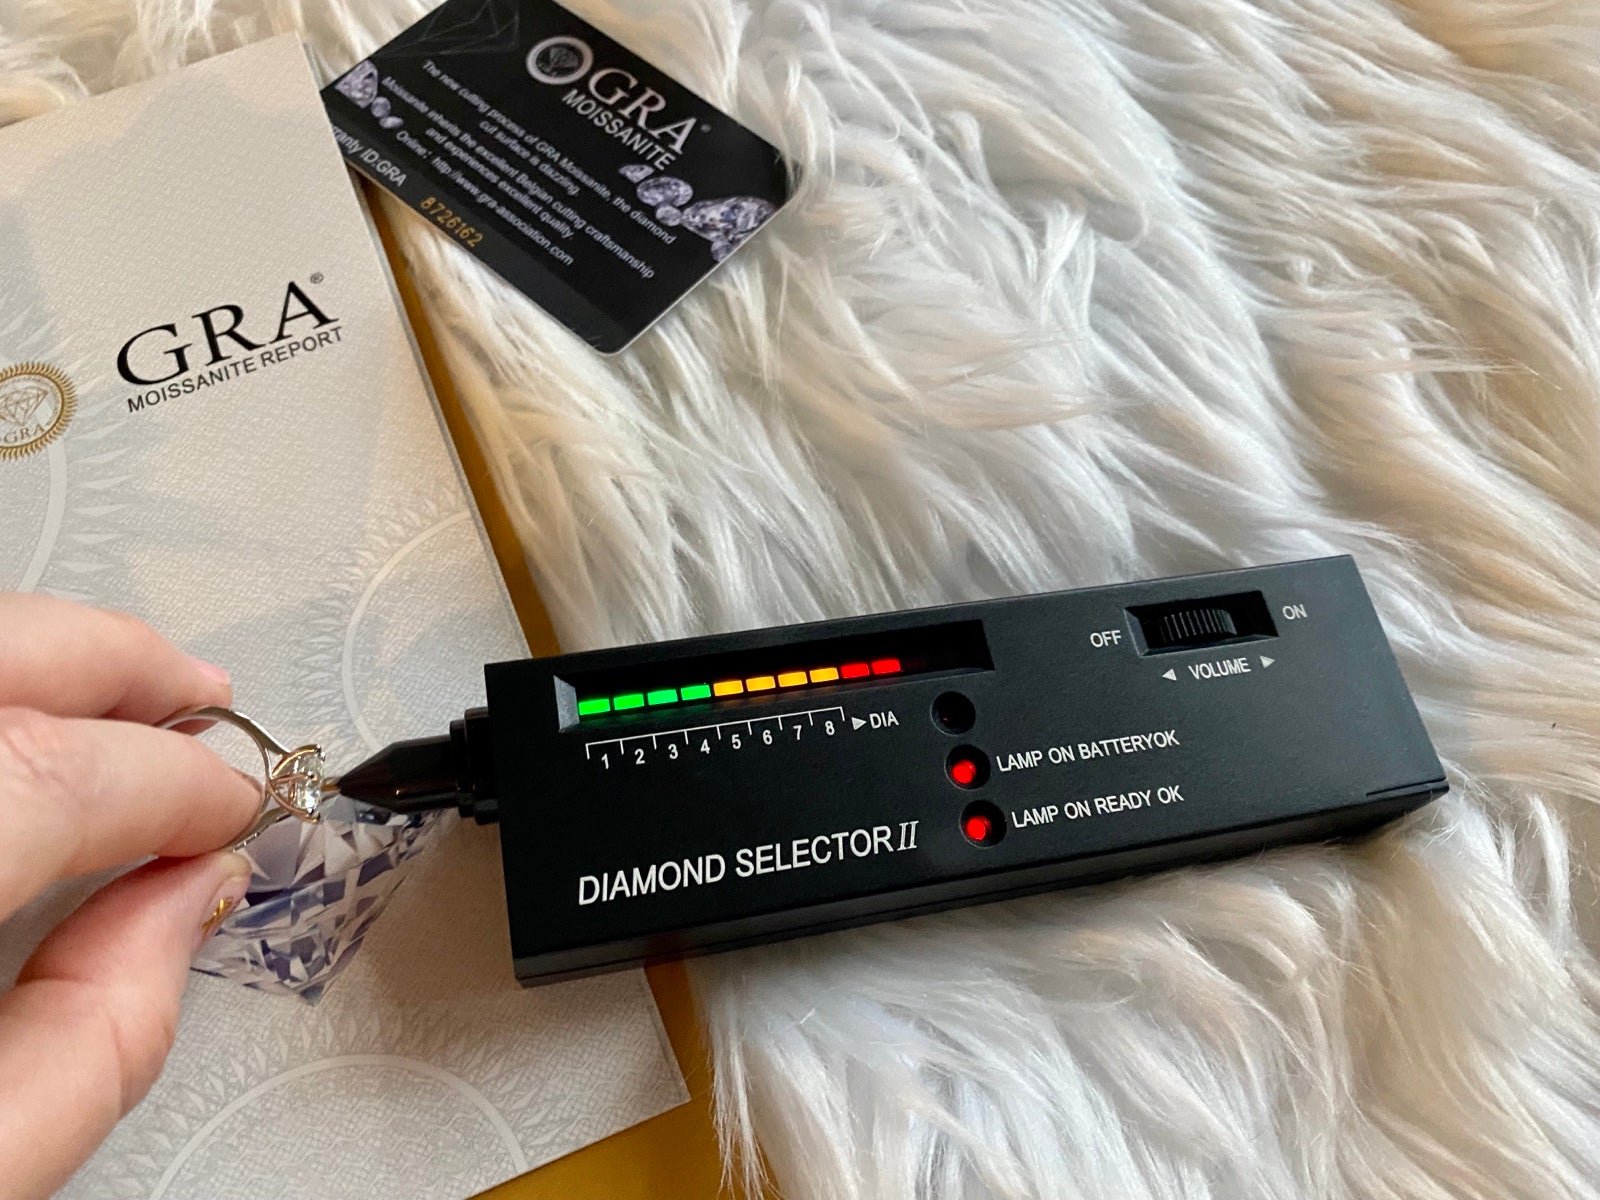 GRA®
MOISSANITE
The new cutting process of GRA Moissanite, the diamond
cut surface is dazzling.
Moissanite inherits the excellent Belgian cutting craftsmanship
and experiences excellent quality.
Online: http://www.gra-association.com
ranty ID:GRA 8726162
GRA®
MOISSANITE REPORT
GRA
OFF ON
◄ VOLUME ►
1 2 3 4 5 6 7 8 ►DIA
LAMP ON BATTERYOK
LAMP ON READY OK
DIAMOND SELECTOR II